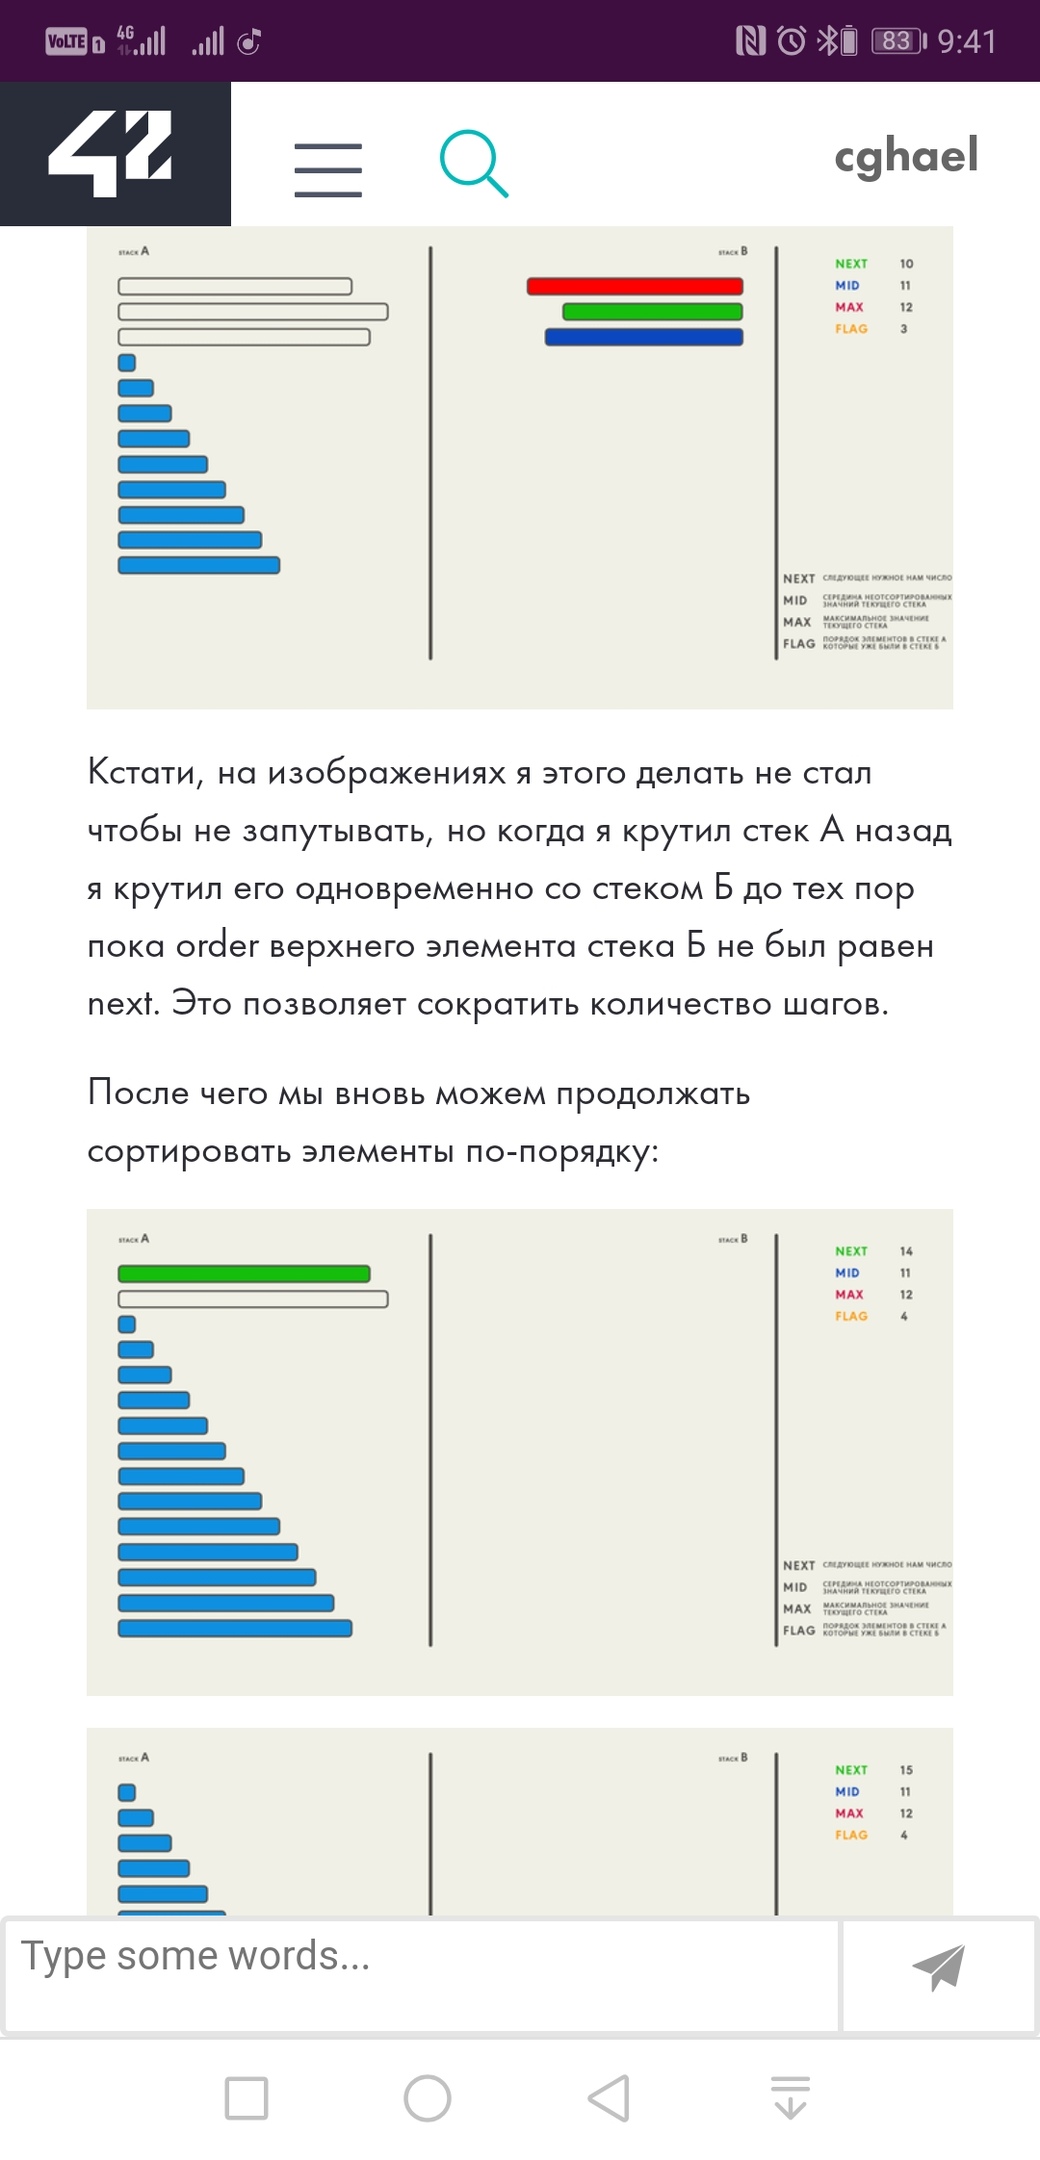 VoLTE 1 4G 83 9:41
42 cghael
STACK A STACK B
NEXT 10
MID 11
MAX 12
FLAG 3
NEXT СЛЕДУЮЩЕЕ НУЖНОЕ НАМ ЧИСЛО
MID СЕРЕДИНА НЕОТСОРТИРОВАННЫХ
ЗНАЧНИЙ ТЕКУЩЕГО СТЕКА
MAX МАКСИМАЛЬНОЕ ЗНАЧЕНИЕ
ТЕКУЩЕГО СТЕКА
FLAG ПОРЯДОК ЭЛЕМЕНТОВ В СТЕКЕ А
КОТОРЫЕ УЖЕ БЫЛИ В СТЕКЕ Б
Кстати, на изображениях я этого делать не стал
чтобы не запутывать, но когда я крутил стек А назад
я крутил его одновременно со стеком Б до тех пор
пока order верхнего элемента стека Б не был равен
next. Это позволяет сократить количество шагов.
После чего мы вновь можем продолжать
сортировать элементы по-порядку:
STACK A STACK B
NEXT 14
MID 11
MAX 12
FLAG 4
NEXT СЛЕДУЮЩЕЕ НУЖНОЕ НАМ ЧИСЛО
MID СЕРЕДИНА НЕОТСОРТИРОВАННЫХ
ЗНАЧНИЙ ТЕКУЩЕГО СТЕКА
MAX МАКСИМАЛЬНОЕ ЗНАЧЕНИЕ
ТЕКУЩЕГО СТЕКА
FLAG ПОРЯДОК ЭЛЕМЕНТОВ В СТЕКЕ А
КОТОРЫЕ УЖЕ БЫЛИ В СТЕКЕ Б
STACK A STACK B
NEXT 15
MID 11
MAX 12
FLAG 4
Type some words...